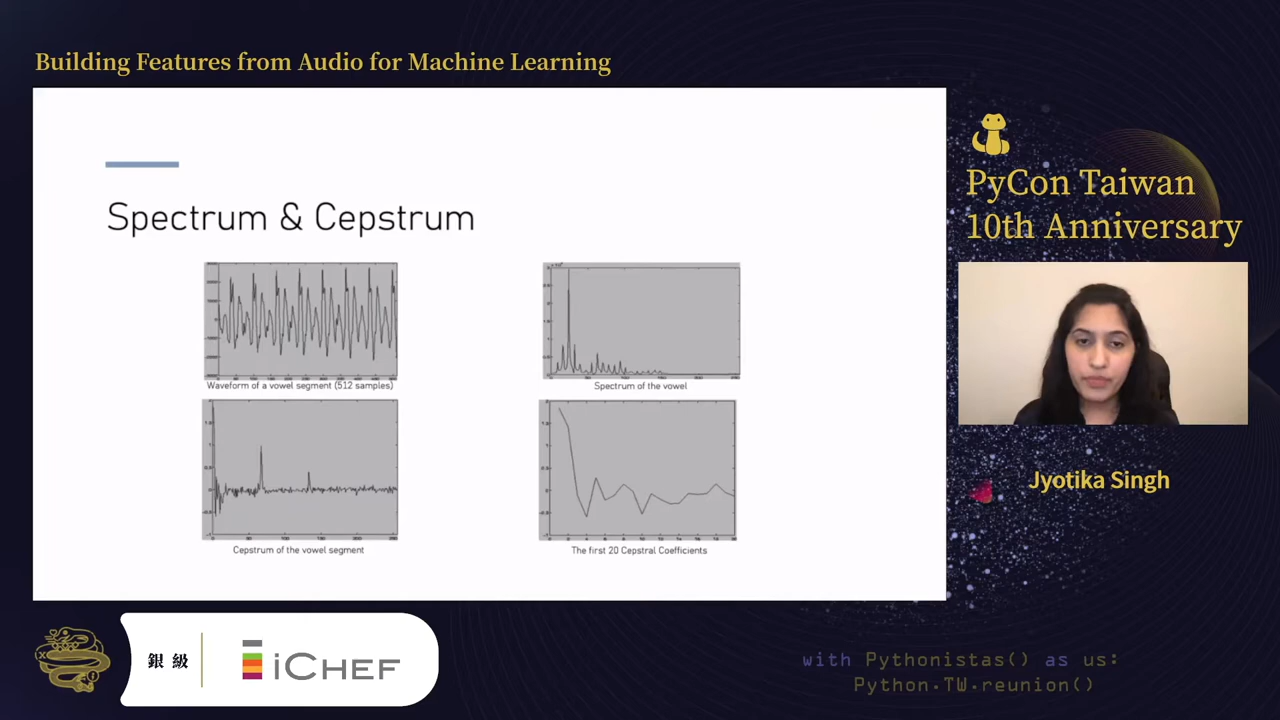 Building Features from Audio for Machine Learning
Spectrum & Cepstrum
Waveform of a vowel segment (512 samples)
Spectrum of the vowel
Cepstrum of the vowel segment
The first 20 Cepstral Coefficients
PyCon Taiwan
10th Anniversary
Jyotika Singh
銀 級
iCHEF
with Pythonistas() as us:
Python.TW.reunion()